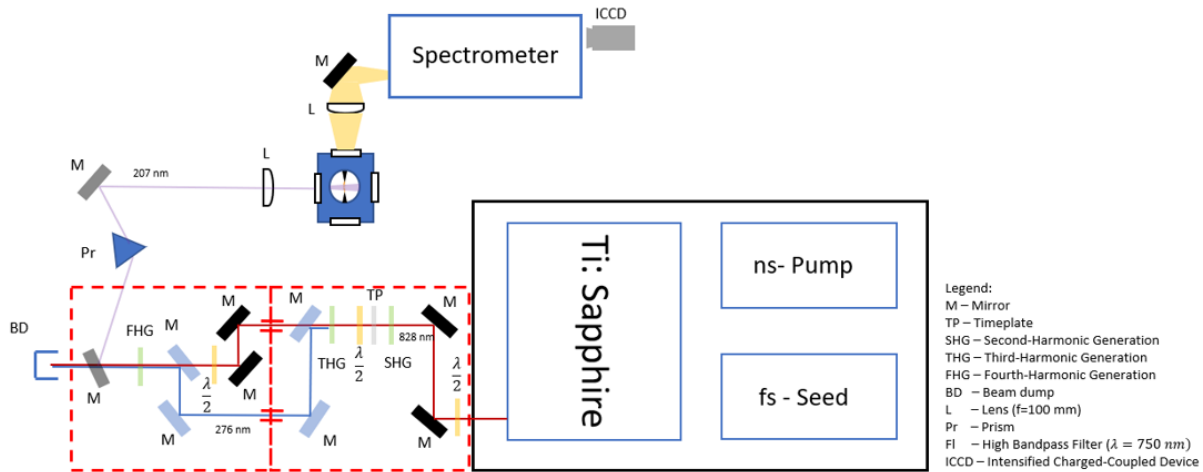 ICCD
M
Spectrometer
L
M
L
207 nm
Pr
Ti: Sapphire
ns- Pump
fs - Seed
BD
FHG
M
M
M
TP
M
828 nm
THG
λ/2
SHG
λ/2
M
λ/2
M
M
M
276 nm
M
M
Legend:
M – Mirror
TP – Timeplate
SHG – Second-Harmonic Generation
THG – Third-Harmonic Generation
FHG – Fourth-Harmonic Generation
BD – Beam dump
L – Lens (f=100 mm)
Pr – Prism
Fl – High Bandpass Filter (λ = 750 nm)
ICCD – Intensified Charged-Coupled Device